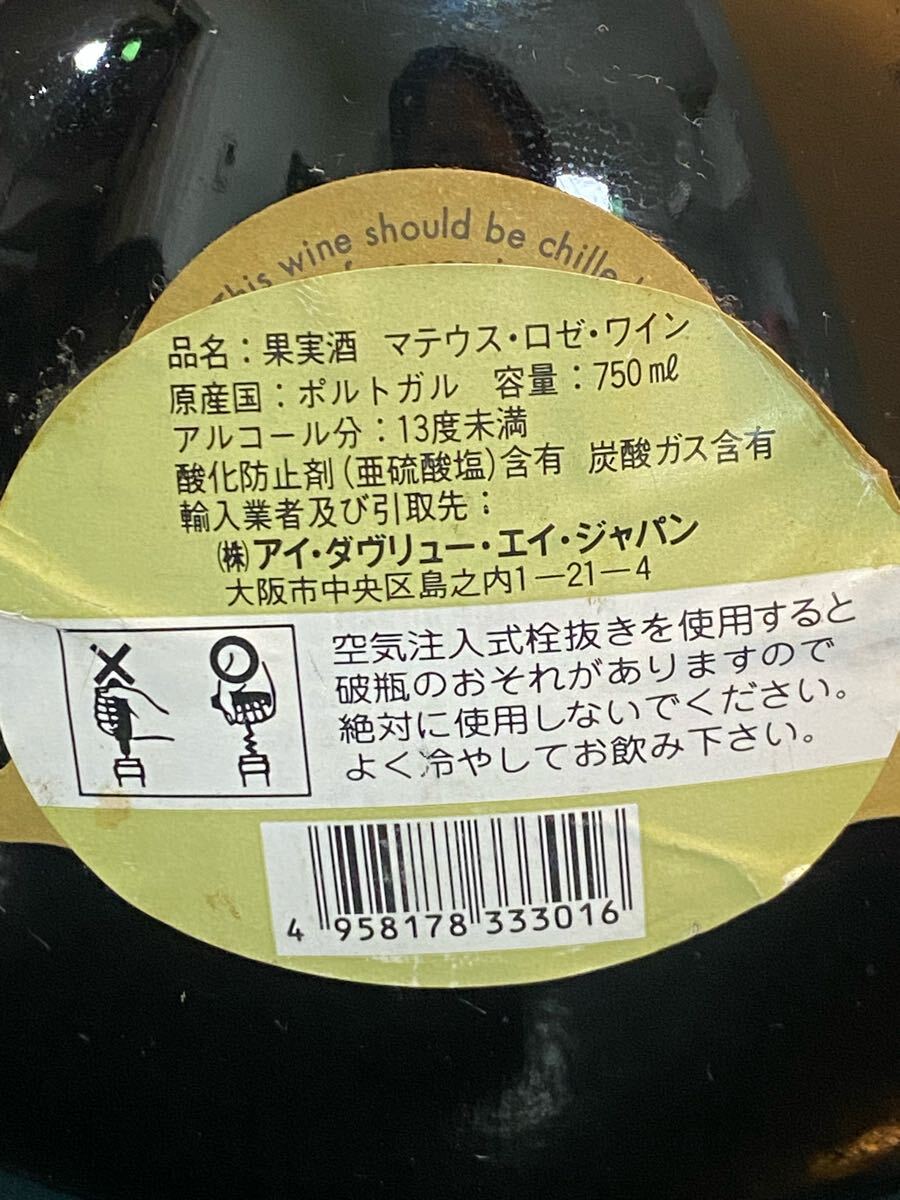 This wine should be chilled
品名：果実酒　マテウス・ロゼ・ワイン
原産国：ポルトガル　容量：750㎖
アルコール分：13度未満
酸化防止剤(亜硫酸塩)含有　炭酸ガス含有
輸入業者及び引取先：
㈱アイ・ダヴリュー・エイ・ジャパン
大阪市中央区島之内1－21－4
空気注入式栓抜きを使用すると
破瓶のおそれがありますので
絶対に使用しないでください。
よく冷やしてお飲み下さい。
4 958178 333016